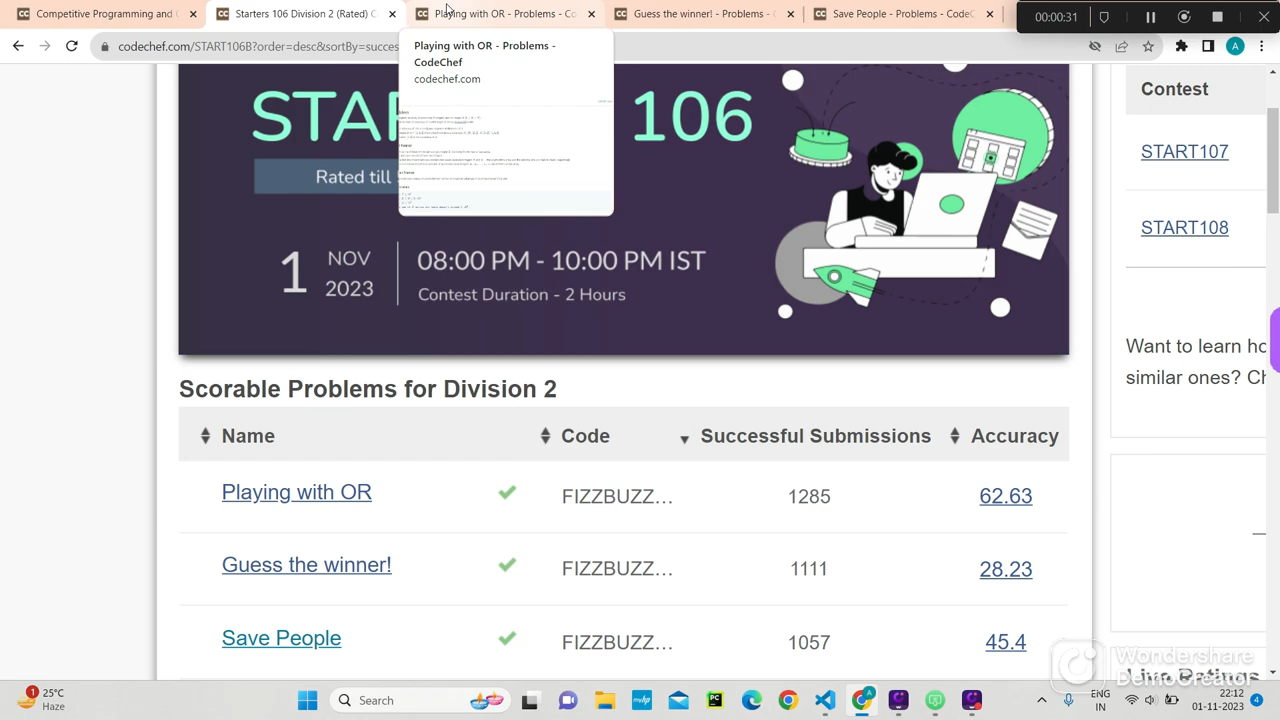 Competitive Programming and C
Starters 106 Division 2 (Rated) C
Playing with OR - Problems - Co
Guess the winner! - Problems - C
Save People - Problems - CodeC
00:00:31
codechef.com/START106B?order=desc&sortBy=succes
A
Playing with OR - Problems -
CodeChef
codechef.com
STA
106
Rated till
1
NOV
2023
08:00 PM - 10:00 PM IST
Contest Duration - 2 Hours
Contest
START107
START108
Want to learn ho
similar ones? Ch
Scorable Problems for Division 2
Name Code Successful Submissions Accuracy
Playing with OR FIZZBUZZ... 1285 62.63
Guess the winner! FIZZBUZZ... 1111 28.23
Save People FIZZBUZZ... 1057 45.4
Wondershare
DemoCreator
1
25°C
Haze
Search
ENG
IN
22:12
01-11-2023
4